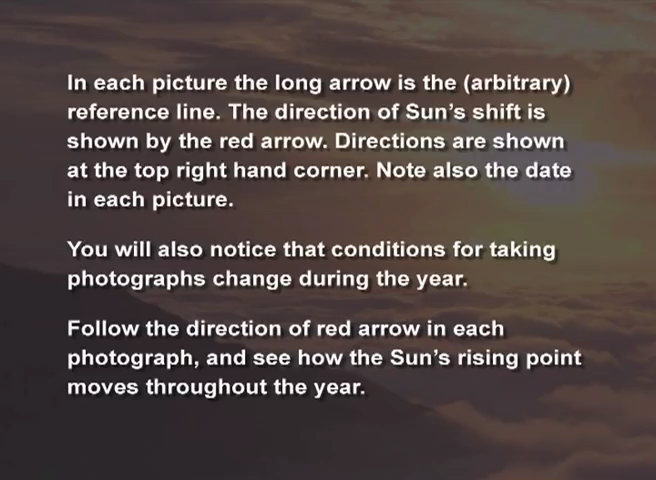 In each picture the long arrow is the (arbitrary)
reference line. The direction of Sun's shift is
shown by the red arrow. Directions are shown
at the top right hand corner. Note also the date
in each picture.
You will also notice that conditions for taking
photographs change during the year.
Follow the direction of red arrow in each
photograph, and see how the Sun's rising point
moves throughout the year.